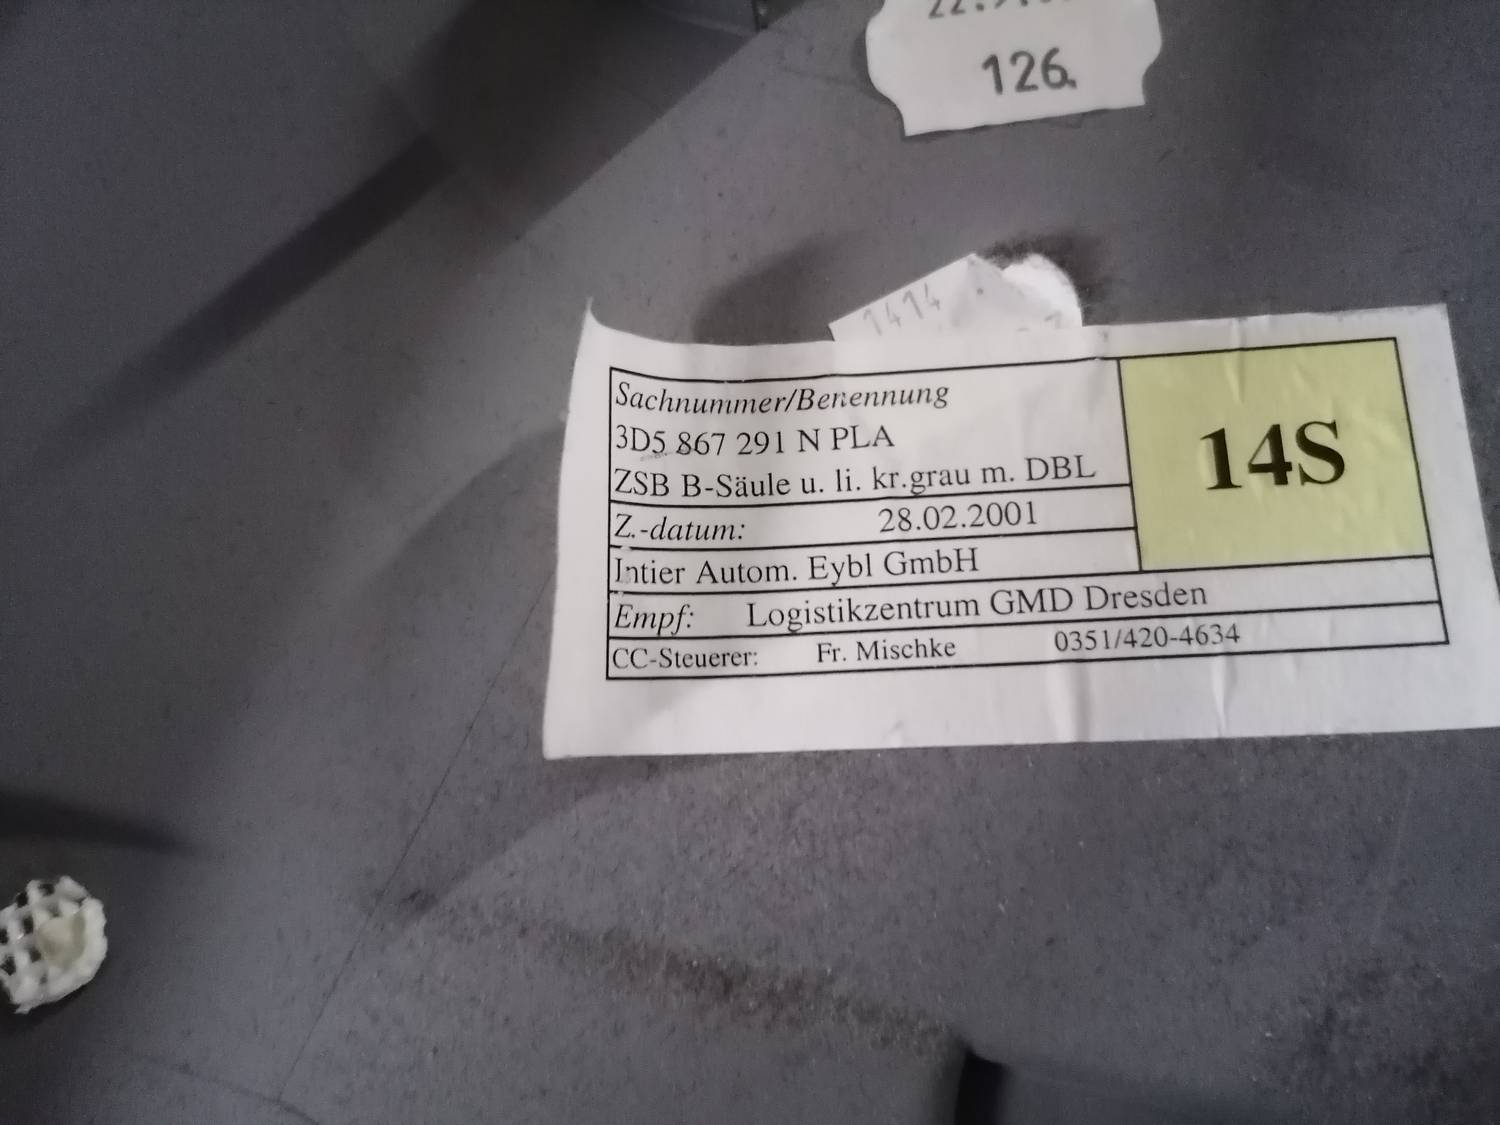 126.
1414
Sachnummer/Benennung
3D5 867 291 N PLA
ZSB B-Säule u. li. kr.grau m. DBL
14S
Z.-datum: 28.02.2001
Intier Autom. Eybl GmbH
Empf: Logistikzentrum GMD Dresden
CC-Steuerer: Fr. Mischke 0351/420-4634